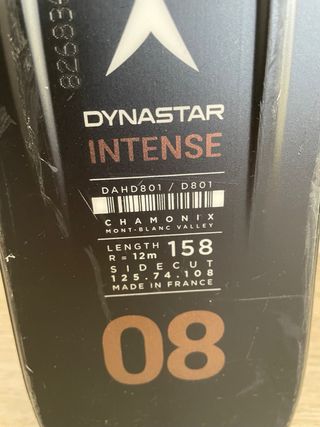 DYNASTAR
INTENSE
DAHD801 / D801
CHAMONIX
MONT-BLANC VALLEY
LENGTH 158
R = 12m
SIDECUT
125.74.108
MADE IN FRANCE
08